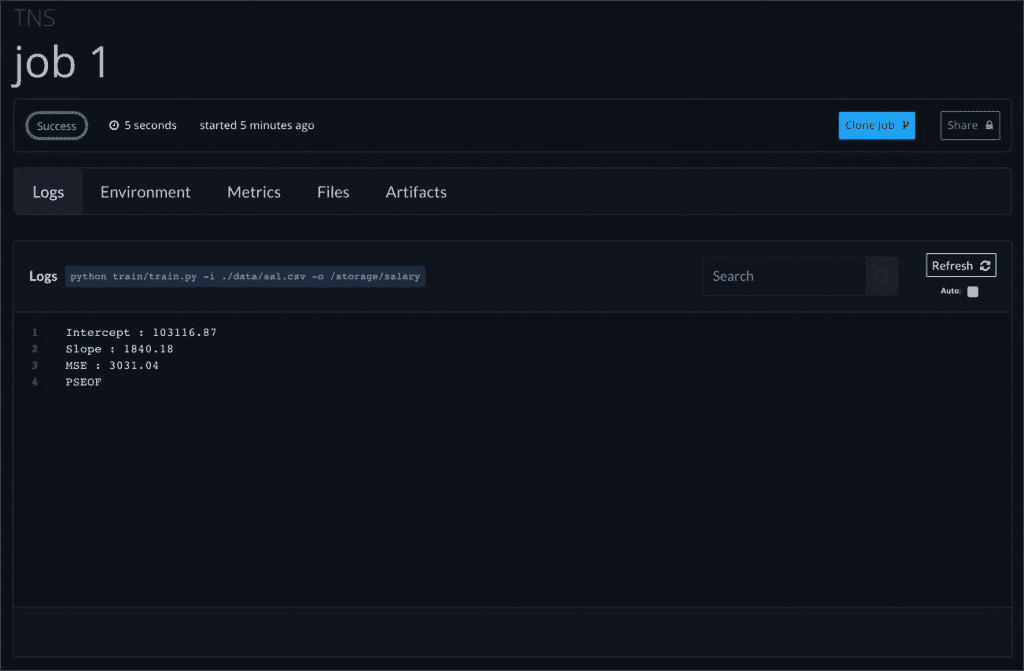 TNS
job 1
Success 5 seconds started 5 minutes ago Clone Job Share
Logs Environment Metrics Files Artifacts
Logs python train/train.py -i ./data/sal.csv -o /storage/salary Search Refresh
Auto:
1 Intercept : 103116.87
2 Slope : 1840.18
3 MSE : 3031.04
4 PSEOF